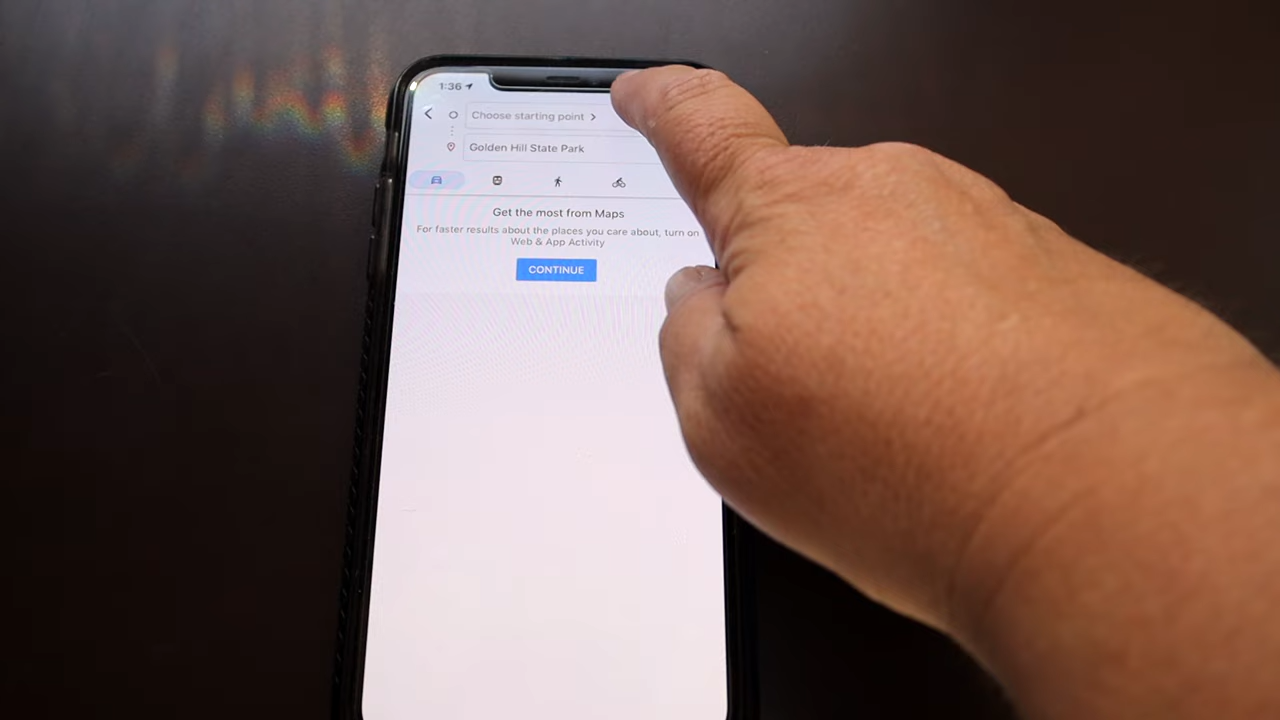 1:36
Choose starting point
Golden Hill State Park
Get the most from Maps
For faster results about the places you care about, turn on
Web & App Activity
CONTINUE